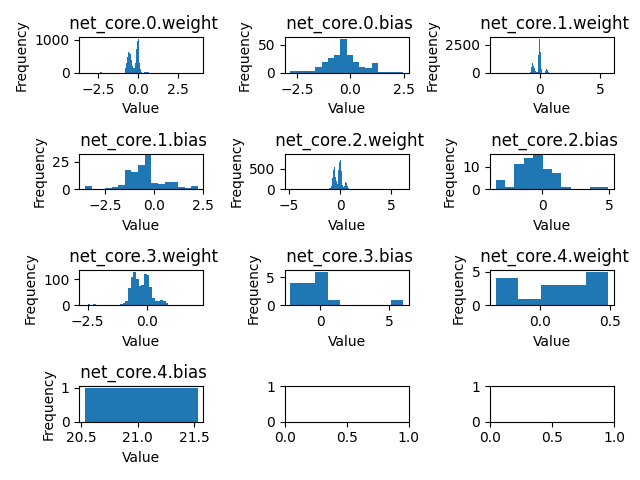 net_core.0.weight
net_core.0.bias
net_core.1.weight
Frequency
1000
0
−2.5
0.0
2.5
Value
Frequency
50
0
−2.5
0.0
2.5
Value
Frequency
2500
0
0
5
Value
net_core.1.bias
net_core.2.weight
net_core.2.bias
Frequency
25
0
−2.5
0.0
2.5
Value
Frequency
500
0
−5
0
5
Value
Frequency
10
0
0
5
Value
net_core.3.weight
net_core.3.bias
net_core.4.weight
Frequency
100
0
−2.5
0.0
Value
Frequency
5
0
0
5
Value
Frequency
5
0
0.0
0.5
Value
net_core.4.bias
Frequency
1
0
20.5
21.0
21.5
Value
1
0
0.0
0.5
1.0
1
0
0.0
0.5
1.0